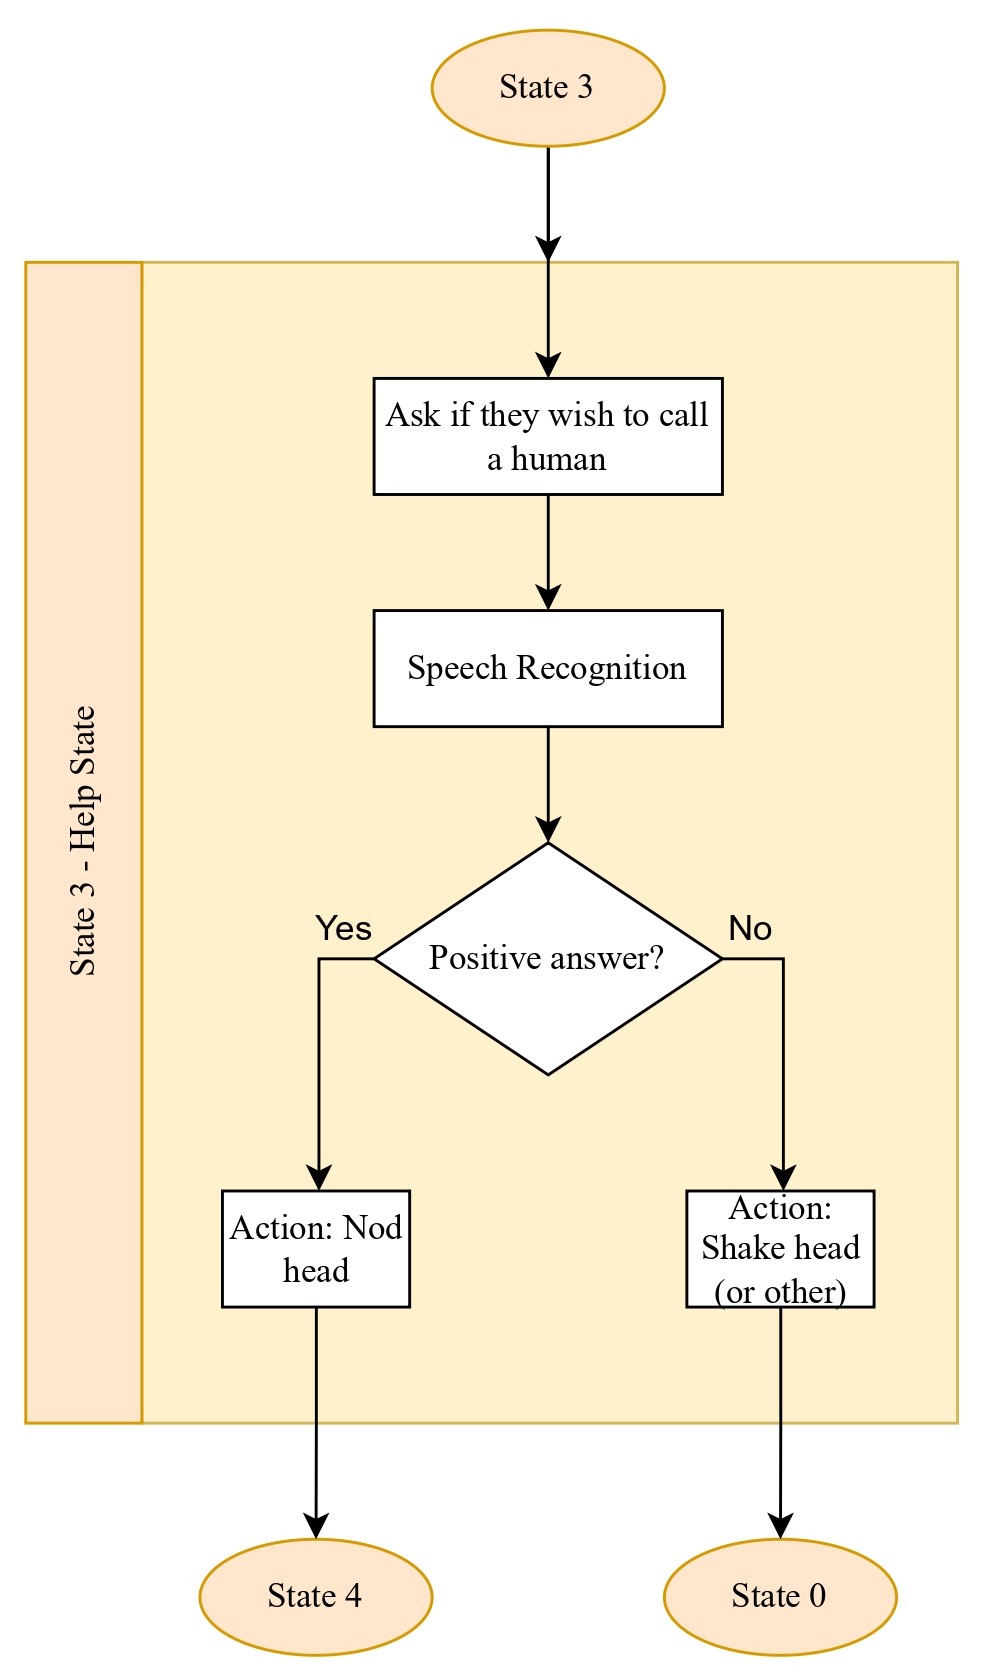 State 3
Ask if they wish to call
a human
Speech Recognition
State 3 - Help State
Yes
No
Positive answer?
Action: Nod
head
Action:
Shake head
(or other)
State 4
State 0